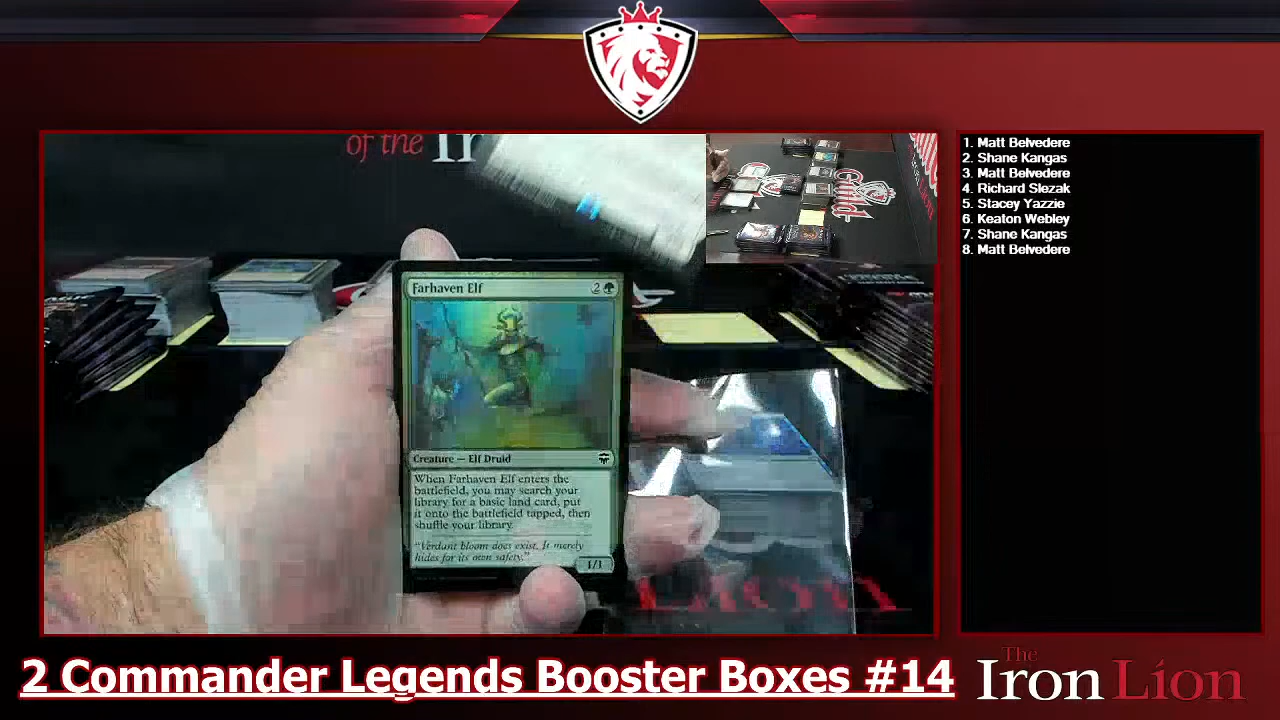 of the Ir
Farhaven Elf 2
Creature — Elf Druid
When Farhaven Elf enters the
battlefield, you may search your
library for a basic land card, put
it onto the battlefield tapped, then
shuffle your library.
"Verdant bloom does exist. It merely
hides for its own safety."
1/1
Guild
LION
1. Matt Belvedere
2. Shane Kangas
3. Matt Belvedere
4. Richard Slezak
5. Stacey Yazzie
6. Keaton Webley
7. Shane Kangas
8. Matt Belvedere
2 Commander Legends Booster Boxes #14
The
Iron Lion